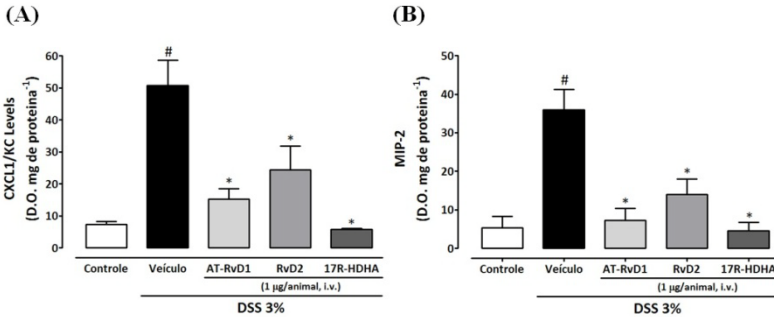 (A)
CXCL1/KC Levels
(D.O. mg de proteina⁻¹)
60
50
40
30
20
10
0
#
*
*
*
Controle Veículo AT-RvD1 RvD2 17R-HDHA
(1 µg/animal, i.v.)
DSS 3%
(B)
MIP-2
(D.O. mg de proteina⁻¹)
50
40
30
20
10
0
#
*
*
*
Controle Veículo AT-RvD1 RvD2 17R-HDHA
(1 µg/animal, i.v.)
DSS 3%